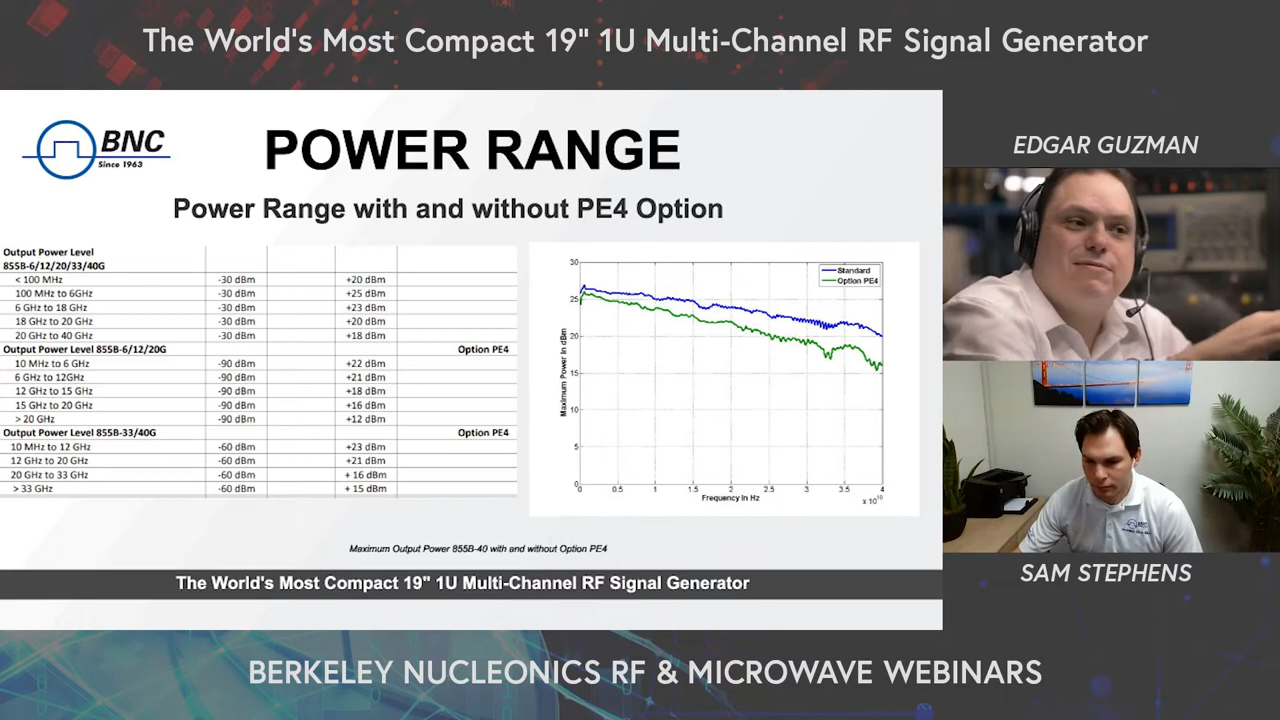 The World's Most Compact 19" 1U Multi-Channel RF Signal Generator
BNC
Since 1963
POWER RANGE
Power Range with and without PE4 Option
Output Power Level
855B-6/12/20/33/40G
< 100 MHz -30 dBm +20 dBm
100 MHz to 6GHz -30 dBm +25 dBm
6 GHz to 18 GHz -30 dBm +23 dBm
18 GHz to 20 GHz -30 dBm +20 dBm
20 GHz to 40 GHz -30 dBm +18 dBm
Output Power Level 855B-6/12/20G Option PE4
10 MHz to 6 GHz -90 dBm +22 dBm
6 GHz to 12GHz -90 dBm +21 dBm
12 GHz to 15 GHz -90 dBm +18 dBm
15 GHz to 20 GHz -90 dBm +16 dBm
> 20 GHz -90 dBm +12 dBm
Output Power Level 855B-33/40G Option PE4
10 MHz to 12 GHz -60 dBm +23 dBm
12 GHz to 20 GHz -60 dBm +21 dBm
20 GHz to 33 GHz -60 dBm + 16 dBm
> 33 GHz -60 dBm + 15 dBm
Standard
Option PE4
30
25
20
15
10
5
0
Maximum Power in dBm
0 0.5 1 1.5 2 2.5 3 3.5 4
Frequency in Hz
x 10^10
Maximum Output Power 855B-40 with and without Option PE4
The World's Most Compact 19" 1U Multi-Channel RF Signal Generator
EDGAR GUZMAN
BNC
SAM STEPHENS
BERKELEY NUCLEONICS RF & MICROWAVE WEBINARS